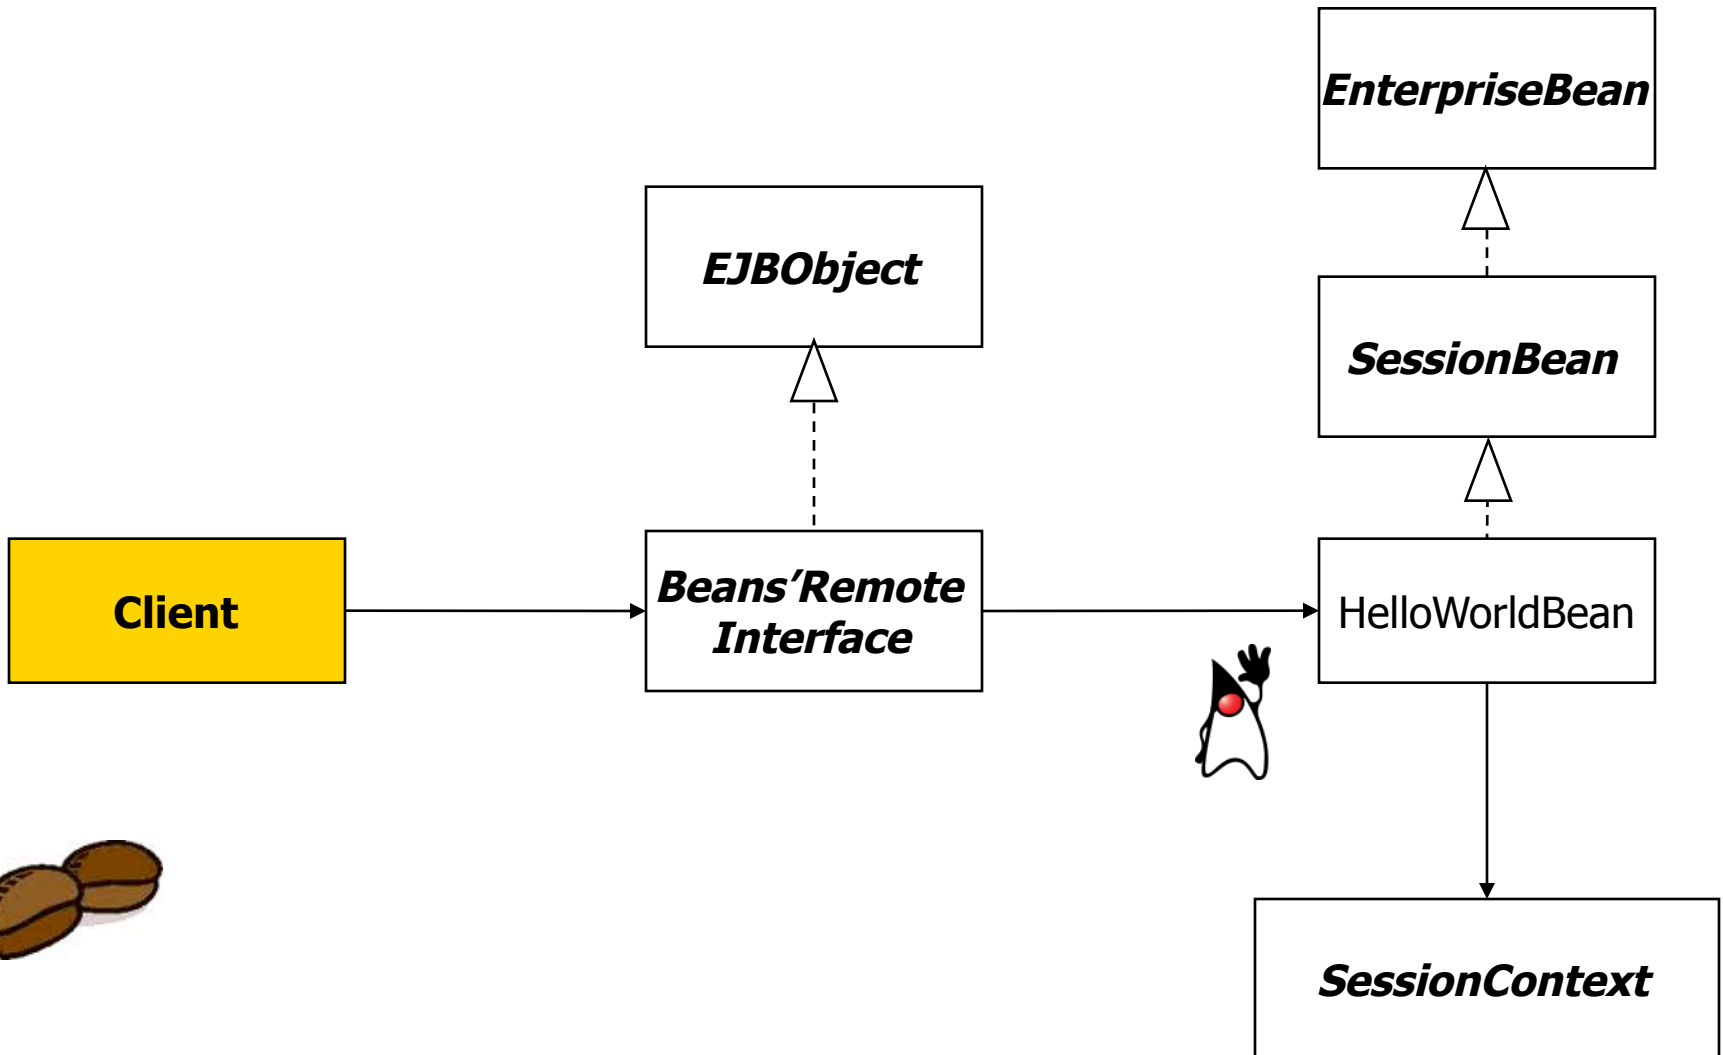 EnterpriseBean
EJBObject
SessionBean
Client
Beans’Remote
Interface
HelloWorldBean
SessionContext